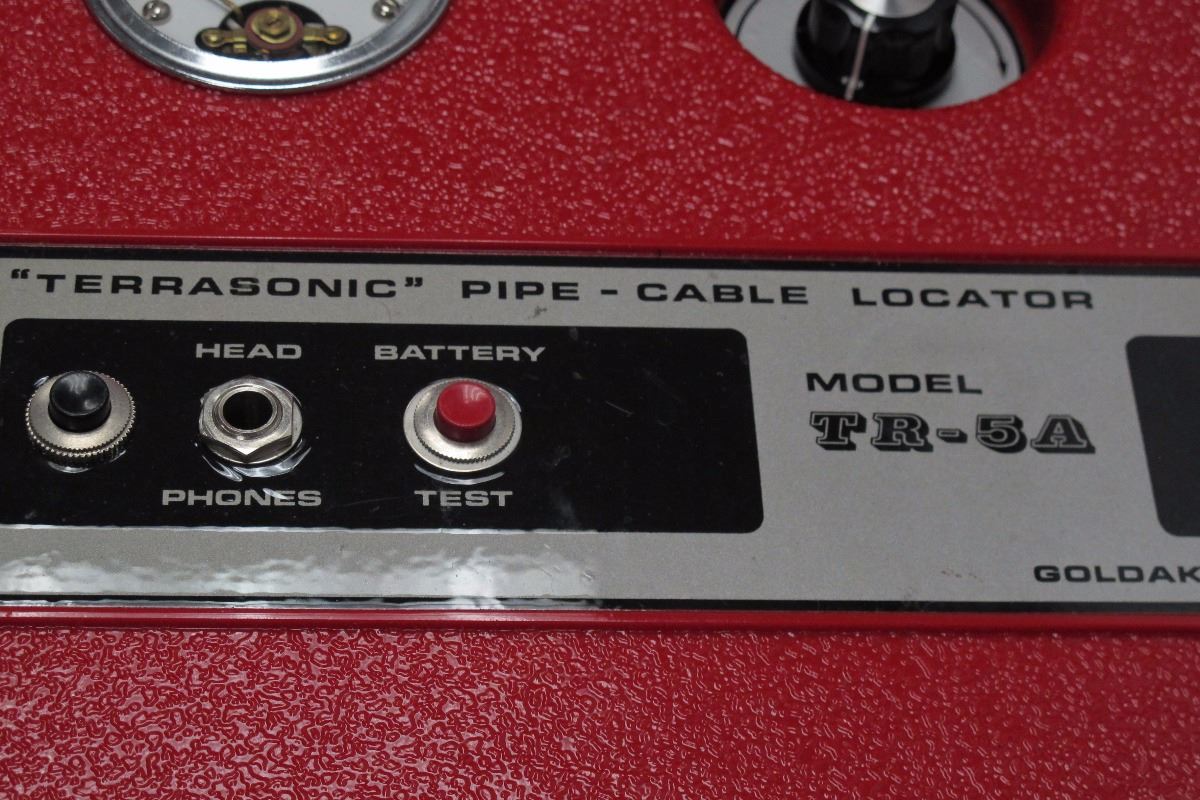 "TERRASONIC" PIPE - CABLE LOCATOR
HEAD
PHONES
BATTERY
TEST
MODEL
TR-5A
GOLDAK